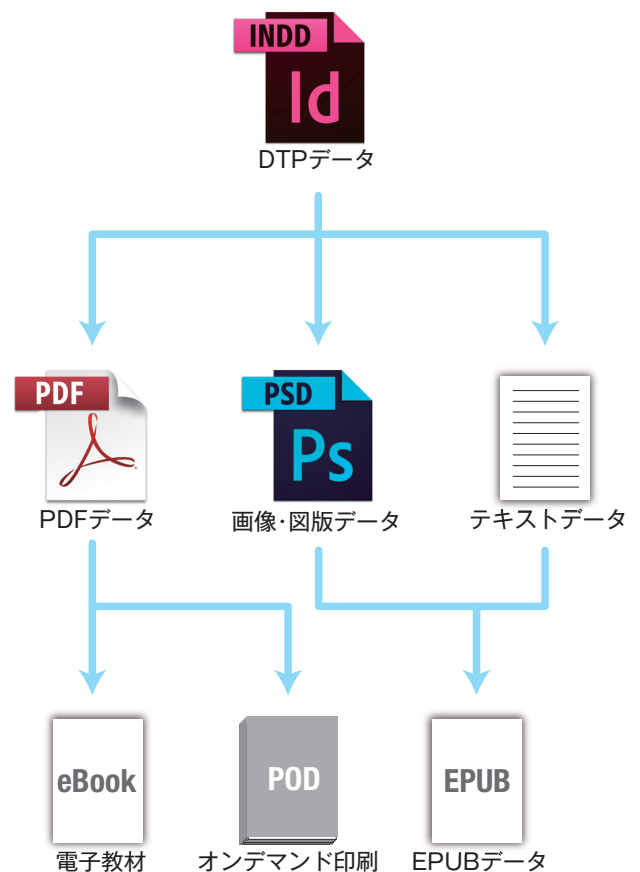 INDD
Id
DTPデータ
PDF
PDFデータ
PSD
Ps
画像・図版データ
テキストデータ
eBook
電子教材
POD
オンデマンド印刷
EPUB
EPUBデータ